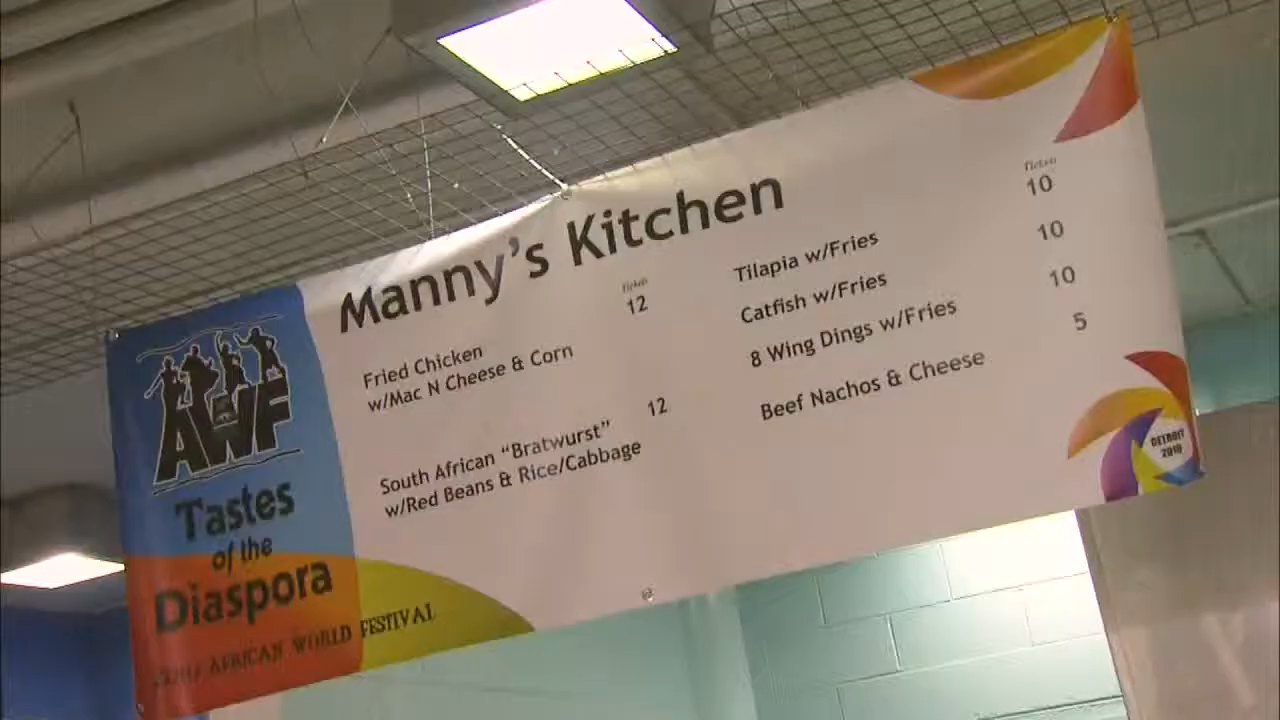 Manny's Kitchen
Tickets
12
Fried Chicken
w/Mac N Cheese & Corn
12
South African “Bratwurst”
w/Red Beans & Rice/Cabbage
Tickets
10
Tilapia w/Fries
10
Catfish w/Fries
10
8 Wing Dings w/Fries
5
Beef Nachos & Cheese
AWF
Tastes
of the
Diaspora
AFRICAN WORLD FESTIVAL
DETROIT
2010